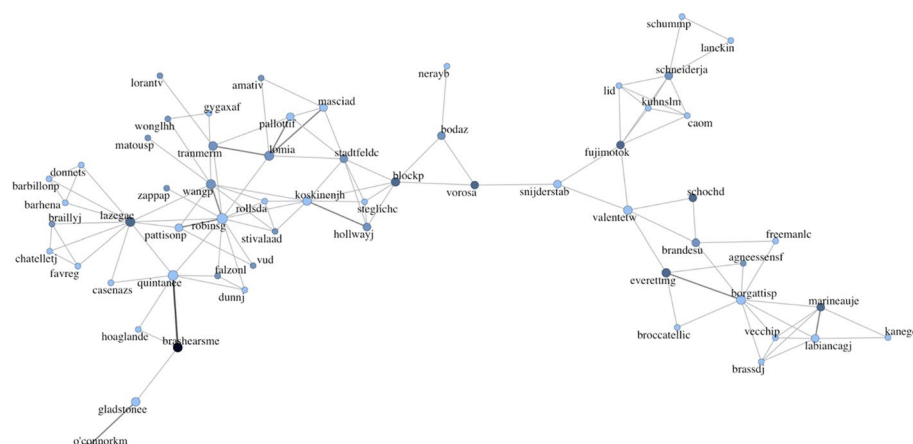 schummp
lanckin
schneiderja
nerayb
lorantv
amativ
lid
kuhnslm
masciad
gygaxaf
pallottif
caom
wonglhh
bodaz
matousp
tranmerm
lomia
fujimotok
stadtfeldc
donnets
blockp
barbillonp
vorosa
snijderstab
zappap
wangp
koskinenjh
schochd
barhena
rollsda
steglichc
lazegae
braillyj
robinsg
valentetw
pattisonp
stivalaad
hollwayj
freemanlc
brandesu
chatelletj
agneessensf
favreg
vud
falzonl
everettmg
casenazs
quintanee
dunnj
borgattisp
marineauje
hoaglande
broccatellic
vecchip
kanego
brashearsme
labiancagj
brassdj
gladstonee
o'connorkm